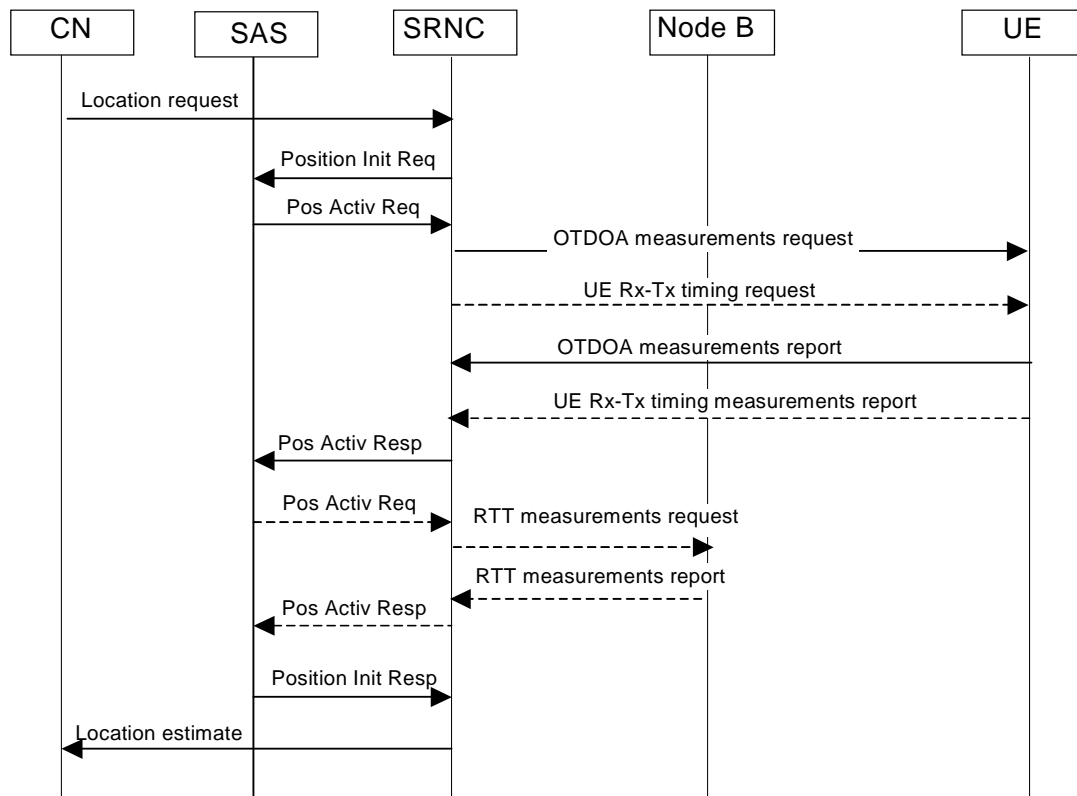 CN
SAS
SRNC
Node B
UE
Location request
Position Init Req
Pos Activ Req
OTDOA measurements request
UE Rx-Tx timing request
OTDOA measurements report
UE Rx-Tx timing measurements report
Pos Activ Resp
Pos Activ Req
RTT measurements request
RTT measurements report
Pos Activ Resp
Position Init Resp
Location estimate